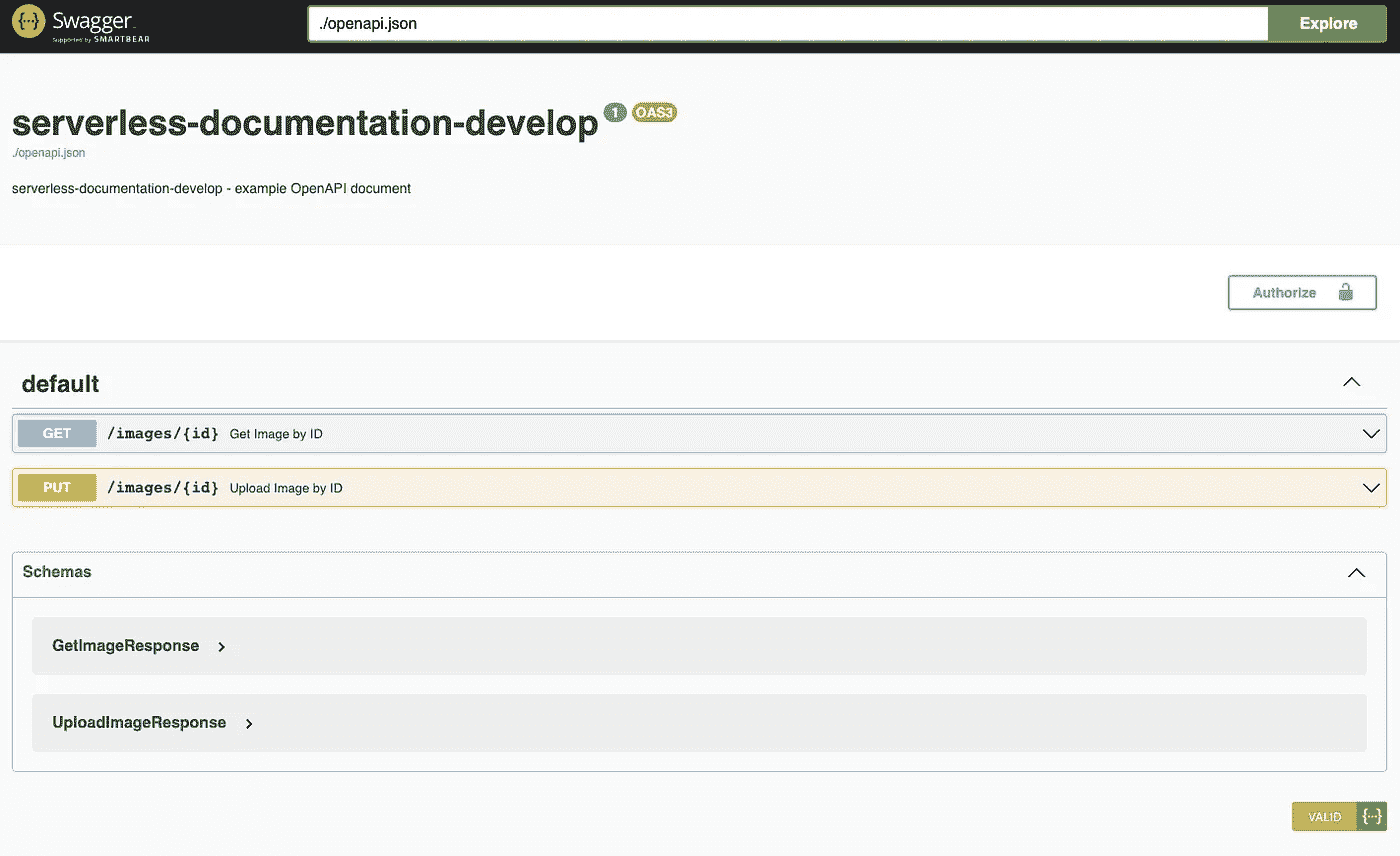 Swagger
Supported by SMARTBEAR
./openapi.json
Explore
serverless-documentation-develop 1 OAS3
./openapi.json
serverless-documentation-develop - example OpenAPI document
Authorize
default
GET /images/{id} Get Image by ID
PUT /images/{id} Upload Image by ID
Schemas
GetImageResponse
UploadImageResponse
VALID {...}